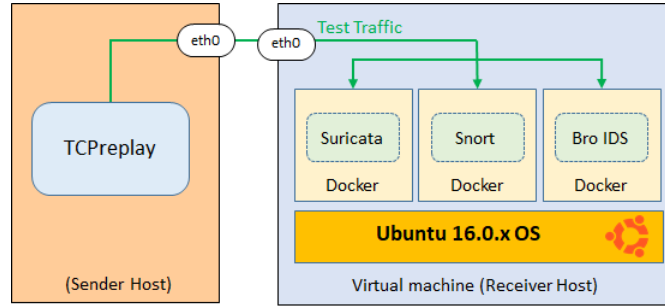 eth0
eth0
Test Traffic
TCPreplay
Suricata
Snort
Bro IDS
Docker
Docker
Docker
Ubuntu 16.0.x OS
(Sender Host)
Virtual machine (Receiver Host)